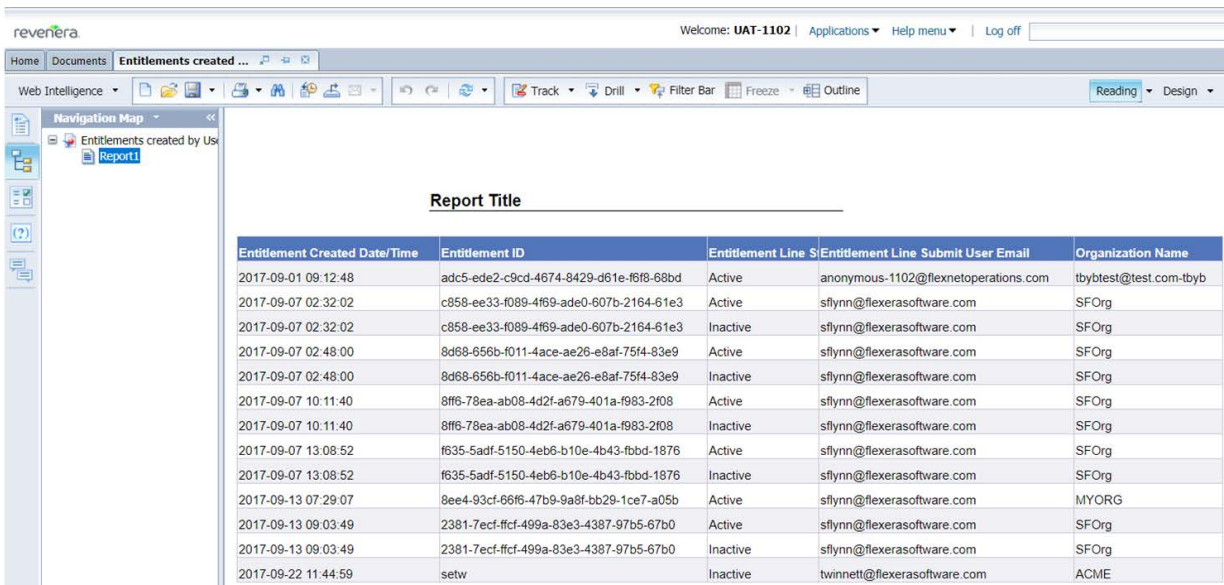 revenera.
Welcome: UAT-1102 | Applications Help menu | Log off
Home Documents Entitlements created ...
Web Intelligence Track Drill Filter Bar Freeze Outline Reading Design
Navigation Map
Entitlements created by Use
Report1
Report Title
Entitlement Created Date/Time Entitlement ID Entitlement Line S Entitlement Line Submit User Email Organization Name
2017-09-01 09:12:48 adc5-ede2-c9cd-4674-8429-d61e-f6f8-68bd Active anonymous-1102@flexnetoperations.com tbybtest@test.com-tbyb
2017-09-07 02:32:02 c858-ee33-f089-4f69-ade0-607b-2164-61e3 Active sflynn@flexerasoftware.com SFOrg
2017-09-07 02:32:02 c858-ee33-f089-4f69-ade0-607b-2164-61e3 Inactive sflynn@flexerasoftware.com SFOrg
2017-09-07 02:48:00 8d68-656b-f011-4ace-ae26-e8af-75f4-83e9 Active sflynn@flexerasoftware.com SFOrg
2017-09-07 02:48:00 8d68-656b-f011-4ace-ae26-e8af-75f4-83e9 Inactive sflynn@flexerasoftware.com SFOrg
2017-09-07 10:11:40 8ff6-78ea-ab08-4d2f-a679-401a-f983-2f08 Active sflynn@flexerasoftware.com SFOrg
2017-09-07 10:11:40 8ff6-78ea-ab08-4d2f-a679-401a-f983-2f08 Inactive sflynn@flexerasoftware.com SFOrg
2017-09-07 13:08:52 f635-5adf-5150-4eb6-b10e-4b43-fbbd-1876 Active sflynn@flexerasoftware.com SFOrg
2017-09-07 13:08:52 f635-5adf-5150-4eb6-b10e-4b43-fbbd-1876 Inactive sflynn@flexerasoftware.com SFOrg
2017-09-13 07:29:07 8ee4-93cf-66f6-47b9-9a8f-bb29-1ce7-a05b Active sflynn@flexerasoftware.com MYORG
2017-09-13 09:03:49 2381-7ecf-ffcf-499a-83e3-4387-97b5-67b0 Active sflynn@flexerasoftware.com SFOrg
2017-09-13 09:03:49 2381-7ecf-ffcf-499a-83e3-4387-97b5-67b0 Inactive sflynn@flexerasoftware.com SFOrg
2017-09-22 11:44:59 setw Inactive twinnett@flexerasoftware.com ACME